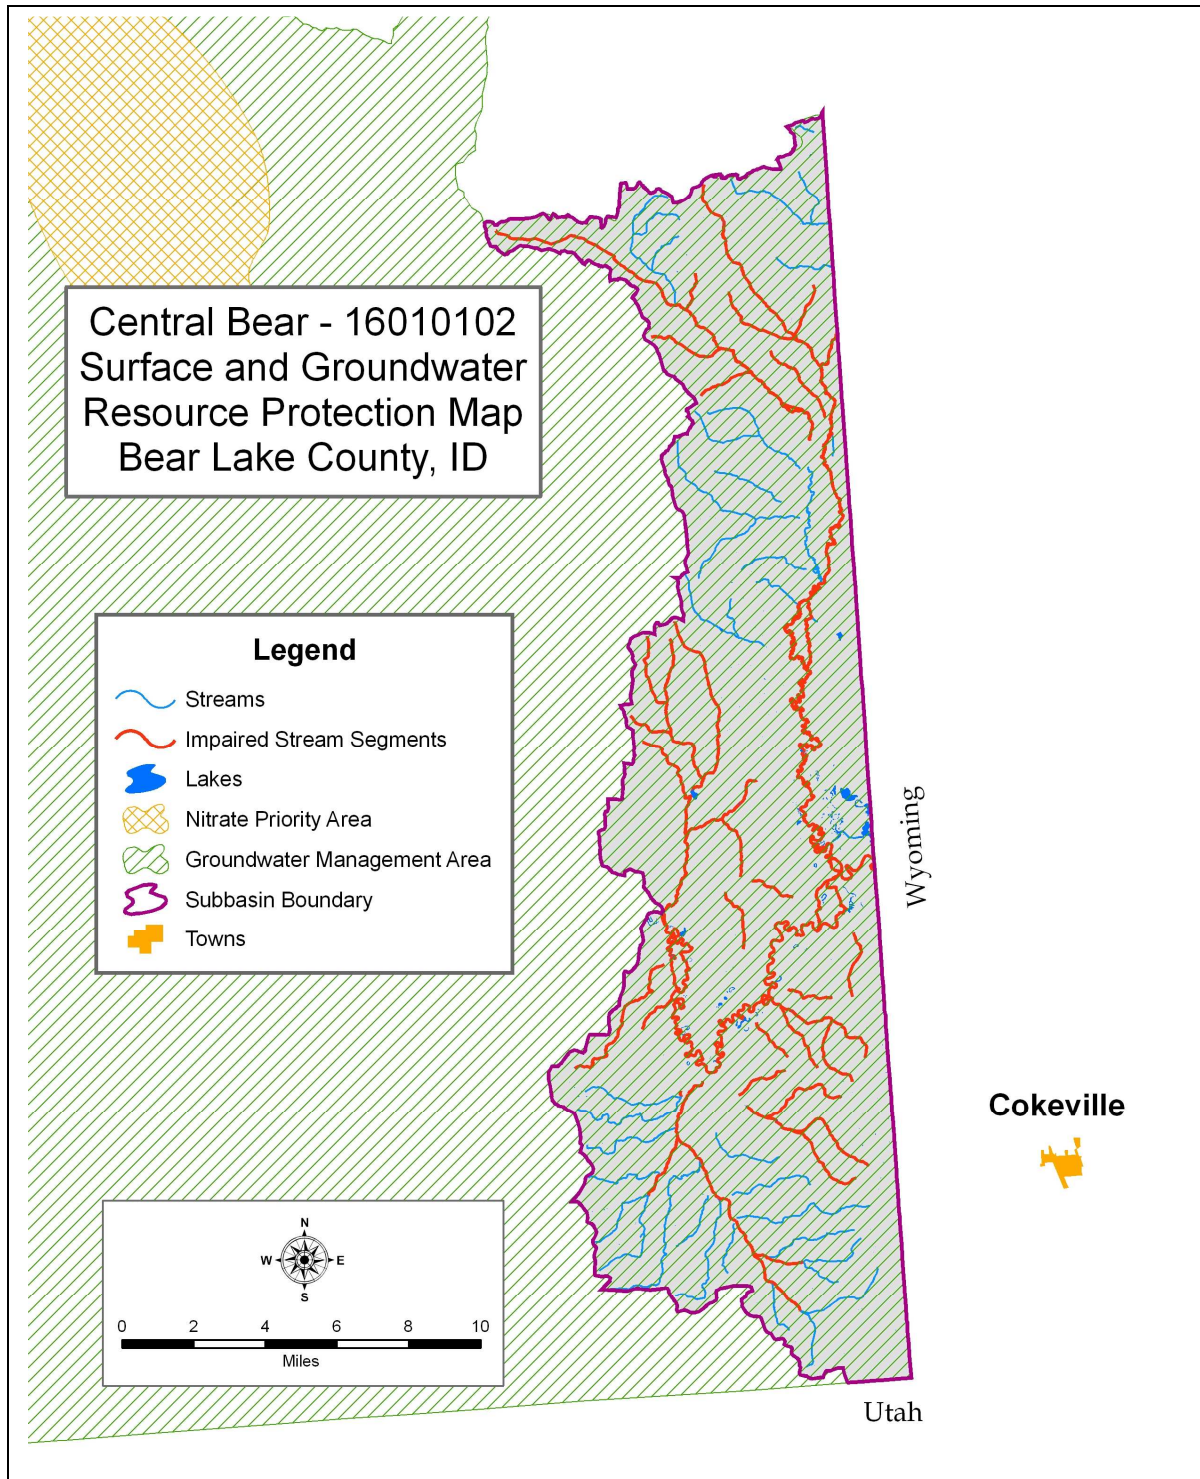 Central Bear - 16010102
Surface and Groundwater
Resource Protection Map
Bear Lake County, ID
Legend
Streams
Impaired Stream Segments
Lakes
Nitrate Priority Area
Groundwater Management Area
Subbasin Boundary
Towns
Wyoming
Cokeville
N
W E
S
0 2 4 6 8 10
Miles
Utah